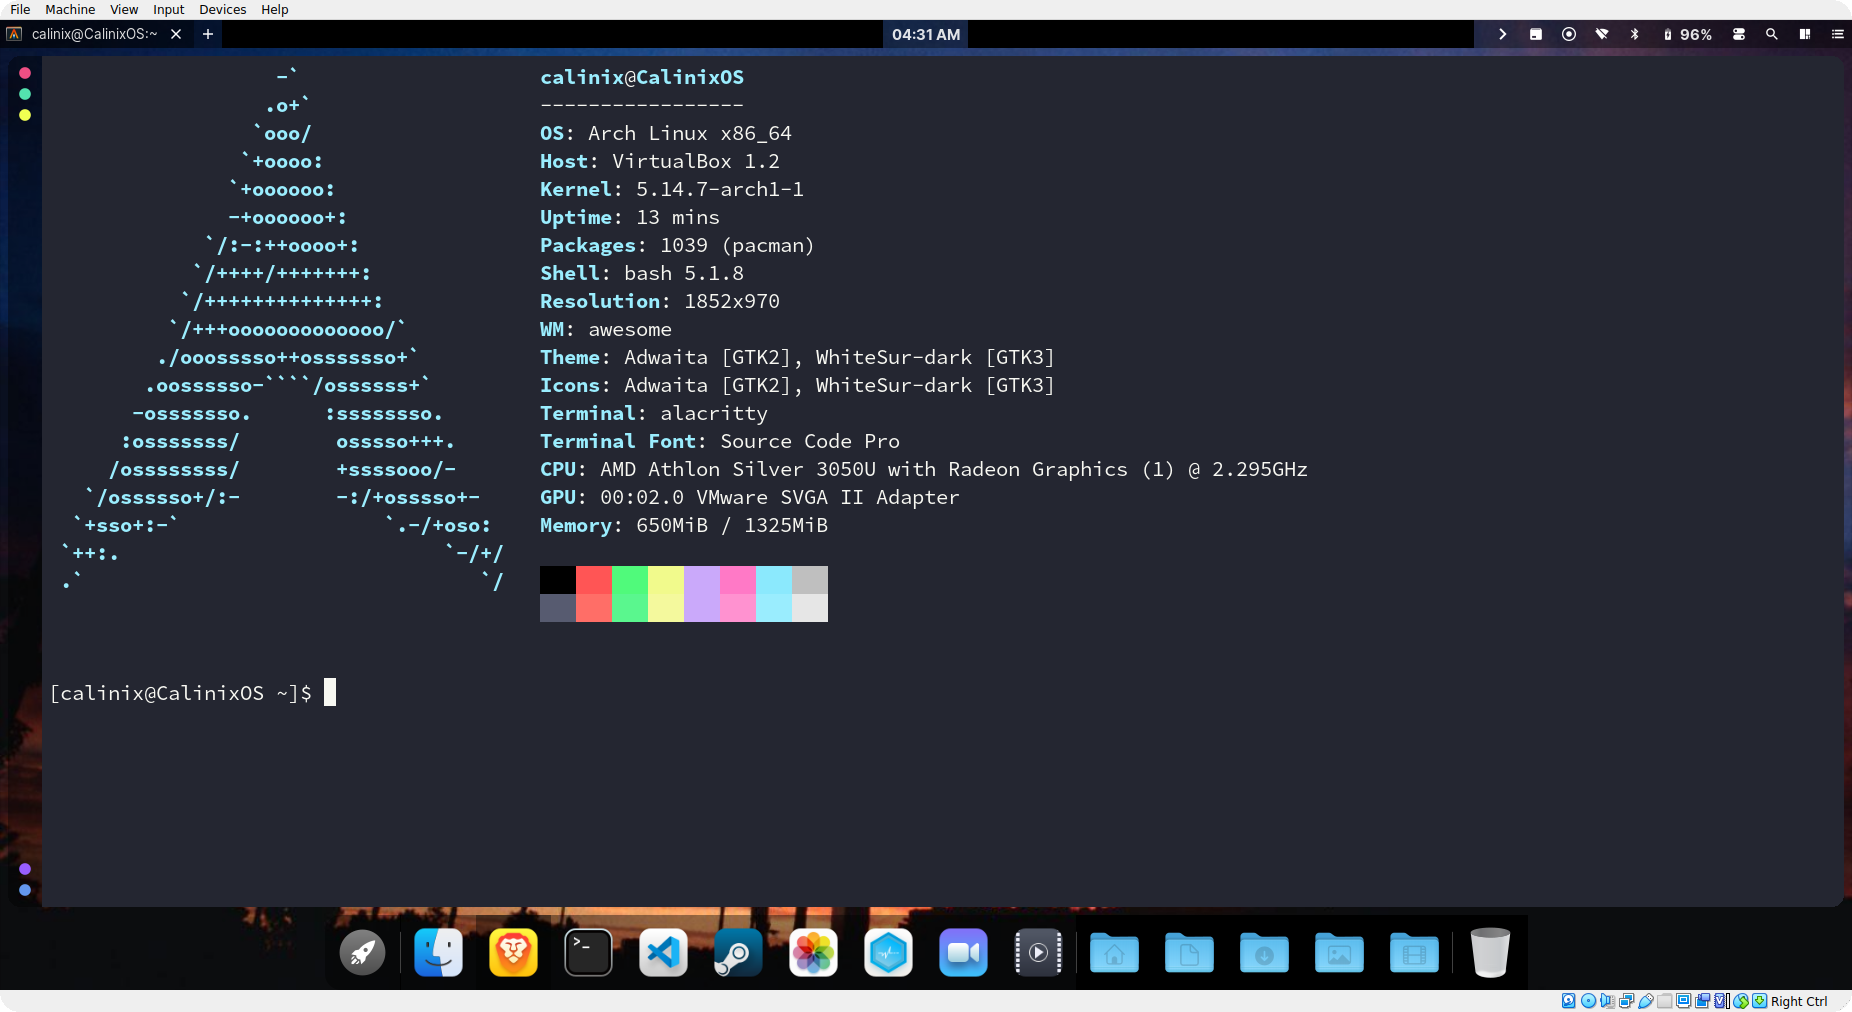 File Machine View Input Devices Help
calinix@CalinixOS:~ × + 04:31 AM 96%
-` calinix@CalinixOS
.o+` -----------------
`ooo/ OS: Arch Linux x86_64
`+oooo: Host: VirtualBox 1.2
`+oooooo: Kernel: 5.14.7-arch1-1
-+oooooo+: Uptime: 13 mins
`/:-:++oooo+: Packages: 1039 (pacman)
`/++++/+++++++: Shell: bash 5.1.8
`/++++++++++++++: Resolution: 1852x970
`/+++ooooooooooooo/` WM: awesome
./ooosssso++osssssso+` Theme: Adwaita [GTK2], WhiteSur-dark [GTK3]
.oossssso-````/ossssss+` Icons: Adwaita [GTK2], WhiteSur-dark [GTK3]
-osssssso. :ssssssso. Terminal: alacritty
:osssssss/ osssso+++. Terminal Font: Source Code Pro
/ossssssss/ +ssssooo/- CPU: AMD Athlon Silver 3050U with Radeon Graphics (1) @ 2.295GHz
`/ossssso+/:- -:/+osssso+- GPU: 00:02.0 VMware SVGA II Adapter
`+sso+:-` `.-/+oso: Memory: 650MiB / 1325MiB
`++:. `-/+/
.` `/
[calinix@CalinixOS ~]$
>_
Right Ctrl